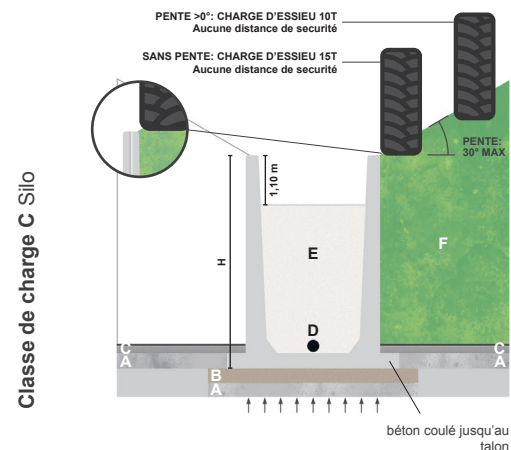 PENTE >0°: CHARGE D'ESSIEU 10T
Aucune distance de securité
SANS PENTE: CHARGE D'ESSIEU 15T
Aucune distance de securité
PENTE:
30° MAX
1,10 m
H
E
F
D
C
A
C
A
B
A
béton coulé jusqu'au
talon
Classe de charge C Silo